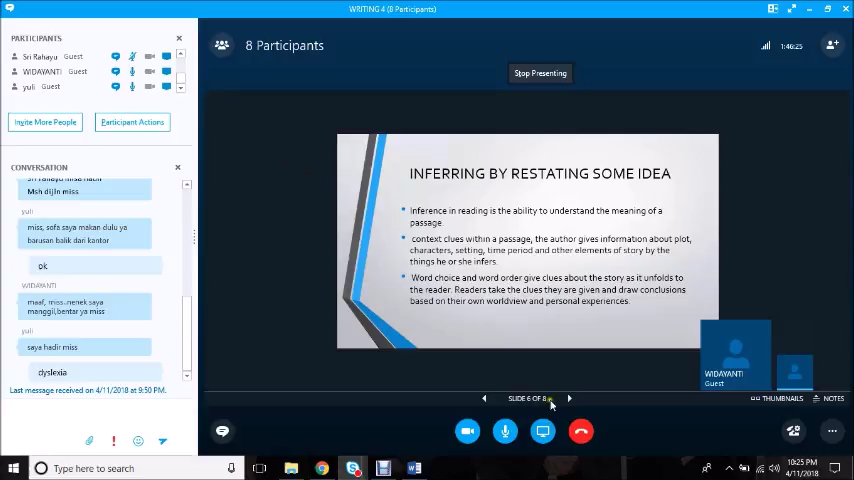 WRITING 4 (8 Participants)
PARTICIPANTS
Sri Rahayu Guest
WIDAYANTI Guest
yuli Guest
Invite More People
Participant Actions
CONVERSATION
Sri Rahayu miss hadir
Msh dijln miss
yuli
miss, sofa saya makan dulu ya
barusan balik dari kantor
ok
WIDAYANTI
maaf, miss..nenek saya
manggil,bentar ya miss
yuli
saya hadir miss
dyslexia
Last message received on 4/11/2018 at 9:50 PM.
8 Participants
1:46:25
Stop Presenting
INFERRING BY RESTATING SOME IDEA
Inference in reading is the ability to understand the meaning of a
passage.
context clues within a passage, the author gives information about plot,
characters, setting, time period and other elements of story by the
things he or she infers.
Word choice and word order give clues about the story as it unfolds to
the reader. Readers take the clues they are given and draw conclusions
based on their own worldview and personal experiences.
WIDAYANTI
Guest
SLIDE 6 OF 8
THUMBNAILS
NOTES
Type here to search
10:25 PM
4/11/2018